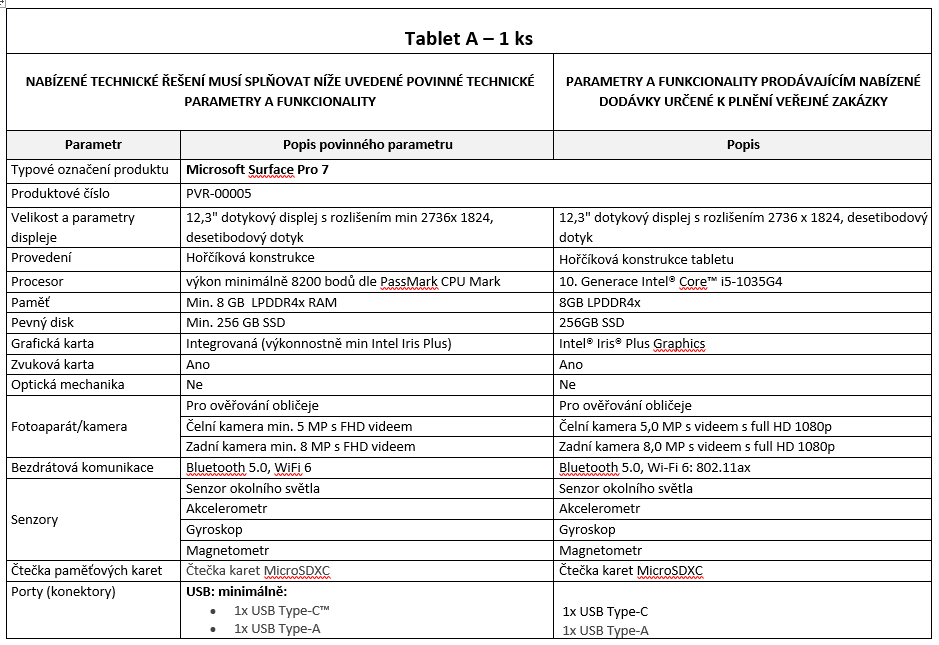 Tablet A – 1 ks
NABÍZENÉ TECHNICKÉ ŘEŠENÍ MUSÍ SPLŇOVAT NÍŽE UVEDENÉ POVINNÉ TECHNICKÉ
PARAMETRY A FUNKCIONALITY
PARAMETRY A FUNKCIONALITY PRODÁVAJÍCÍM NABÍZENÉ
DODÁVKY URČENÉ K PLNĚNÍ VEŘEJNÉ ZAKÁZKY
Parametr
Popis povinného parametru
Popis
Typové označení produktu
Microsoft Surface Pro 7
Produktové číslo
PVR-00005
Velikost a parametry
displeje
12,3" dotykový displej s rozlišením min 2736x 1824,
desetibodový dotyk
12,3" dotykový displej s rozlišením 2736 x 1824, desetibodový
dotyk
Provedení
Hořčíková konstrukce
Hořčíková konstrukce tabletu
Procesor
výkon minimálně 8200 bodů dle PassMark CPU Mark
10. Generace Intel® Core™ i5-1035G4
Paměť
Min. 8 GB  LPDDR4x RAM
8GB LPDDR4x
Pevný disk
Min. 256 GB SSD
256GB SSD
Grafická karta
Integrovaná (výkonnostně min Intel Iris Plus)
Intel® Iris® Plus Graphics
Zvuková karta
Ano
Ano
Optická mechanika
Ne
Ne
Fotoaparát/kamera
Pro ověřování obličeje
Pro ověřování obličeje
Čelní kamera min. 5 MP s FHD videem
Čelní kamera 5,0 MP s videem s full HD 1080p
Zadní kamera min. 8 MP s FHD videem
Zadní kamera 8,0 MP s videem s full HD 1080p
Bezdrátová komunikace
Bluetooth 5.0, WiFi 6
Bluetooth 5.0, Wi-Fi 6: 802.11ax
Senzory
Senzor okolního světla
Senzor okolního světla
Akcelerometr
Akcelerometr
Gyroskop
Gyroskop
Magnetometr
Magnetometr
Čtečka paměťových karet
Čtečka karet MicroSDXC
Čtečka karet MicroSDXC
Porty (konektory)
USB: minimálně:
• 1x USB Type-C™
• 1x USB Type-A
1x USB Type-C
1x USB Type-A